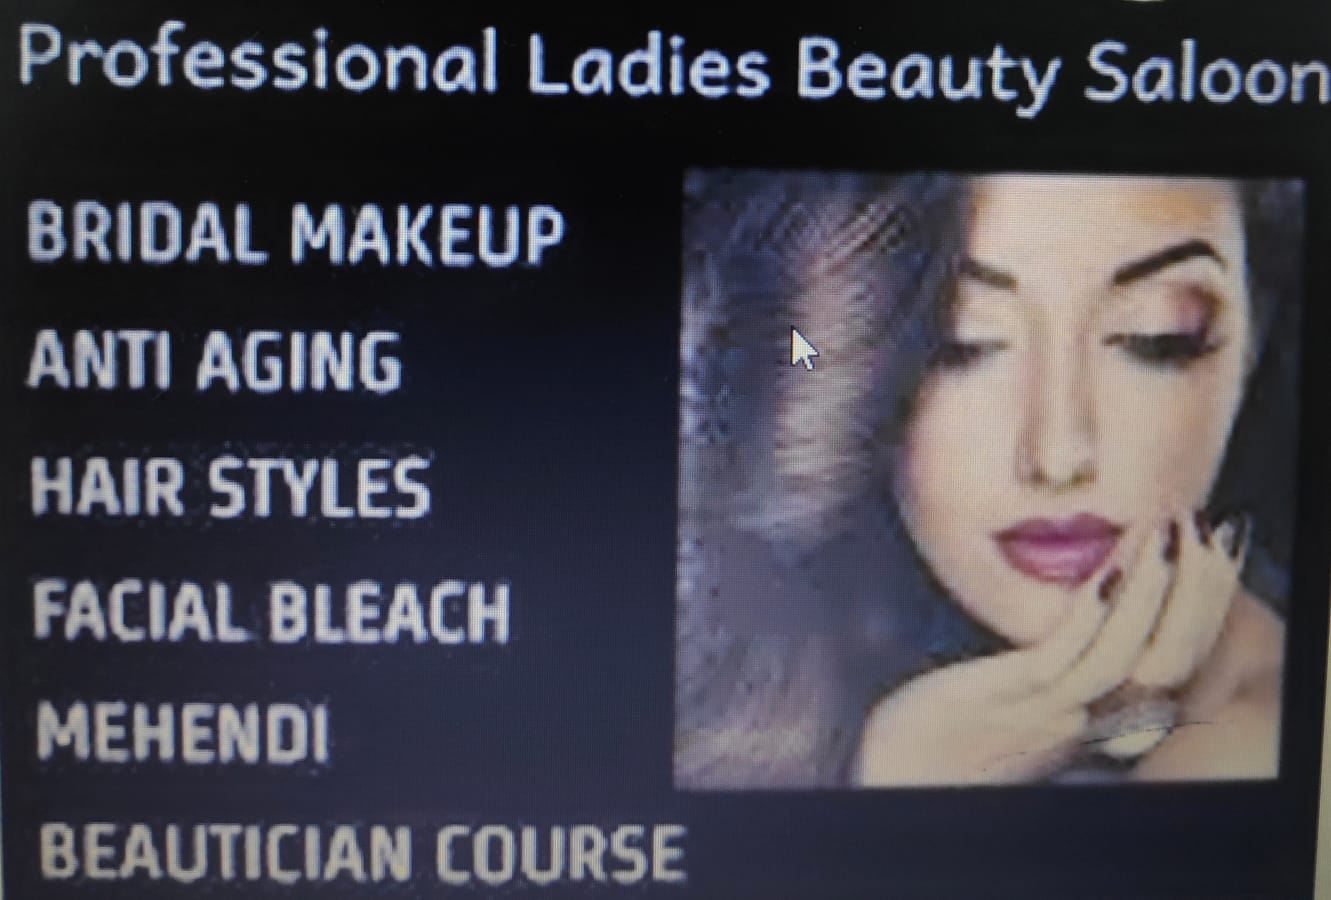 Professional Ladies Beauty Saloon
BRIDAL MAKEUP
ANTI AGING
HAIR STYLES
FACIAL BLEACH
MEHENDI
BEAUTICIAN COURSE